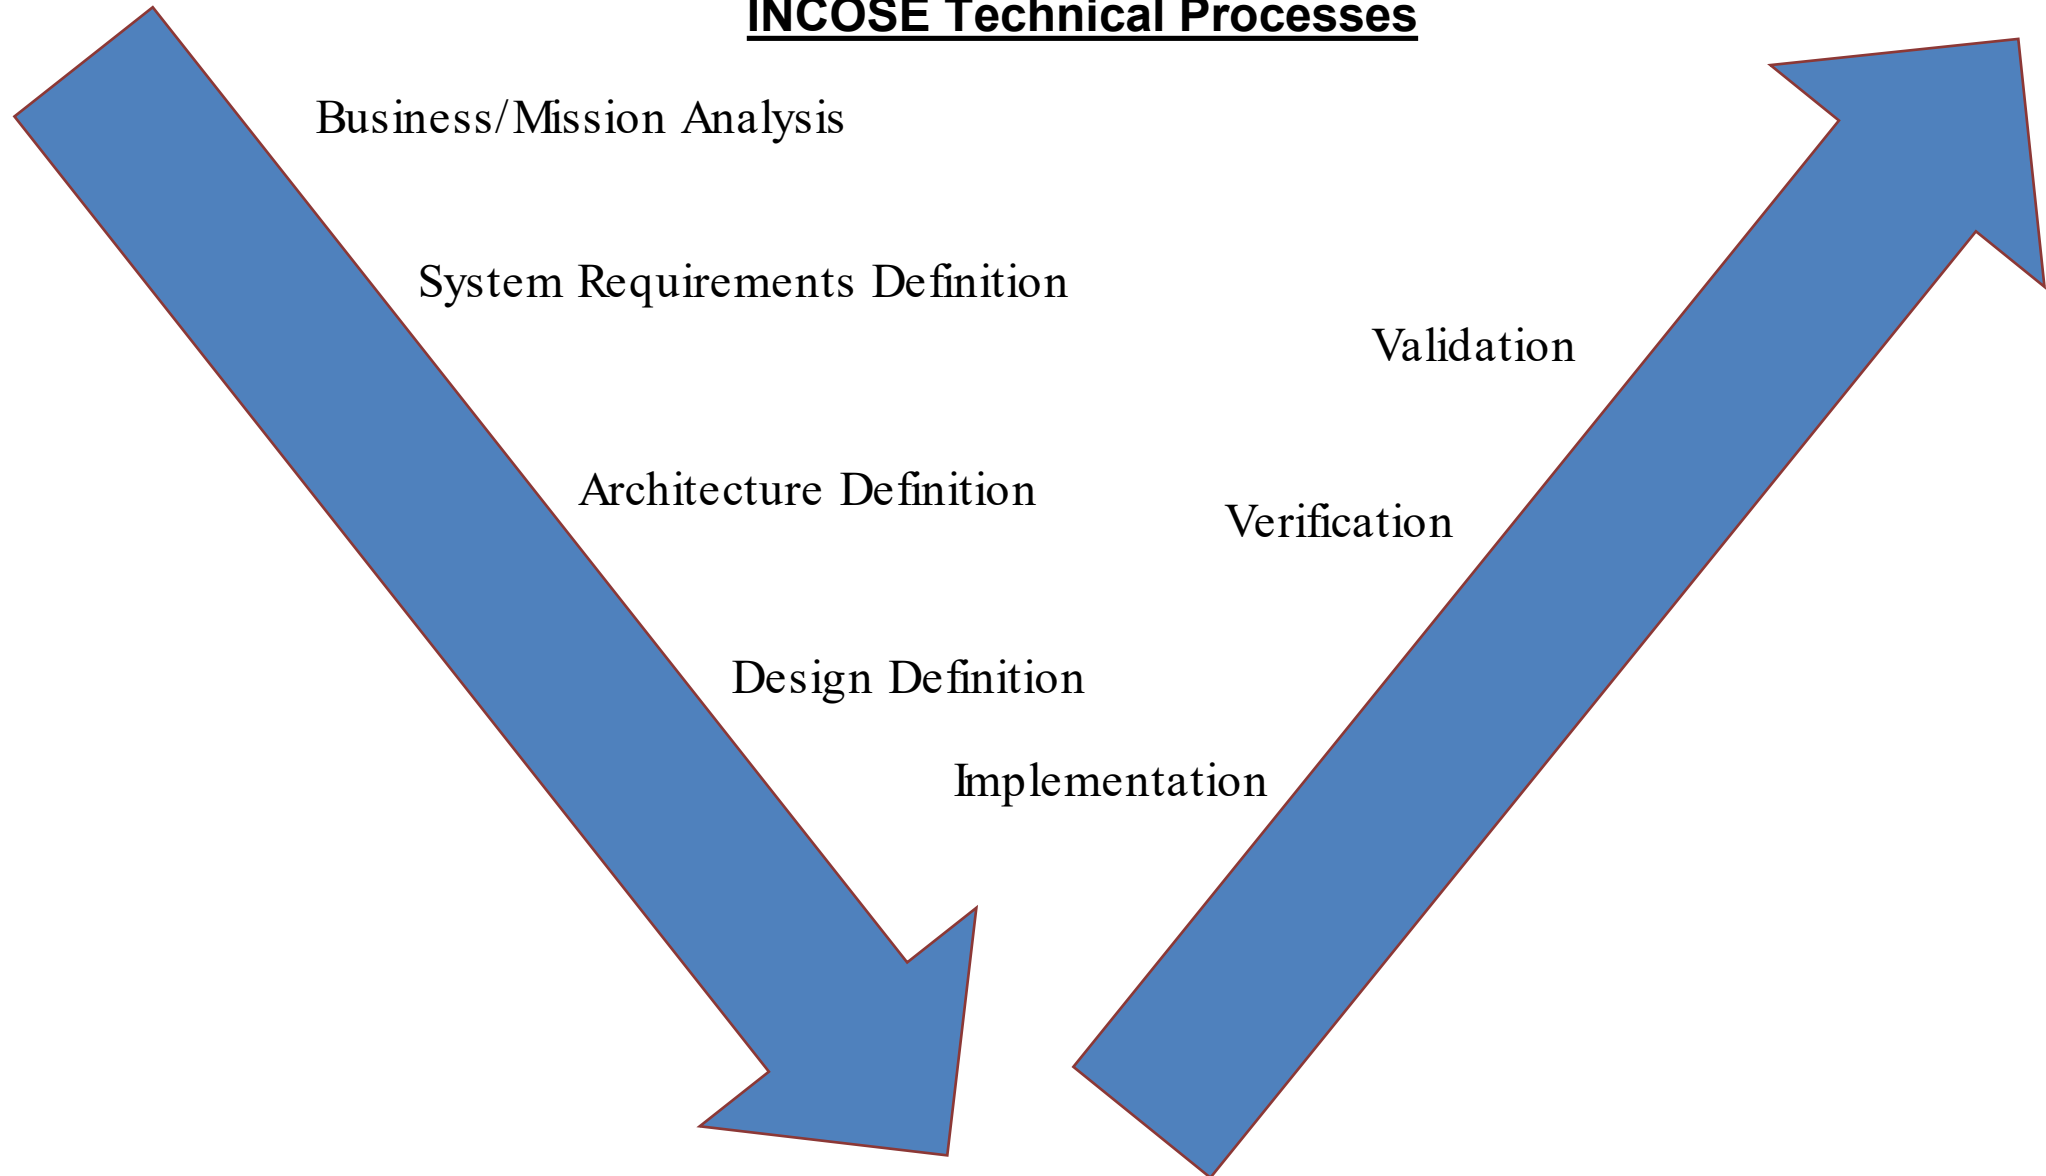 INCOSE Technical Processes
Business/Mission Analysis
System Requirements Definition
Validation
Architecture Definition
Verification
Design Definition
Implementation